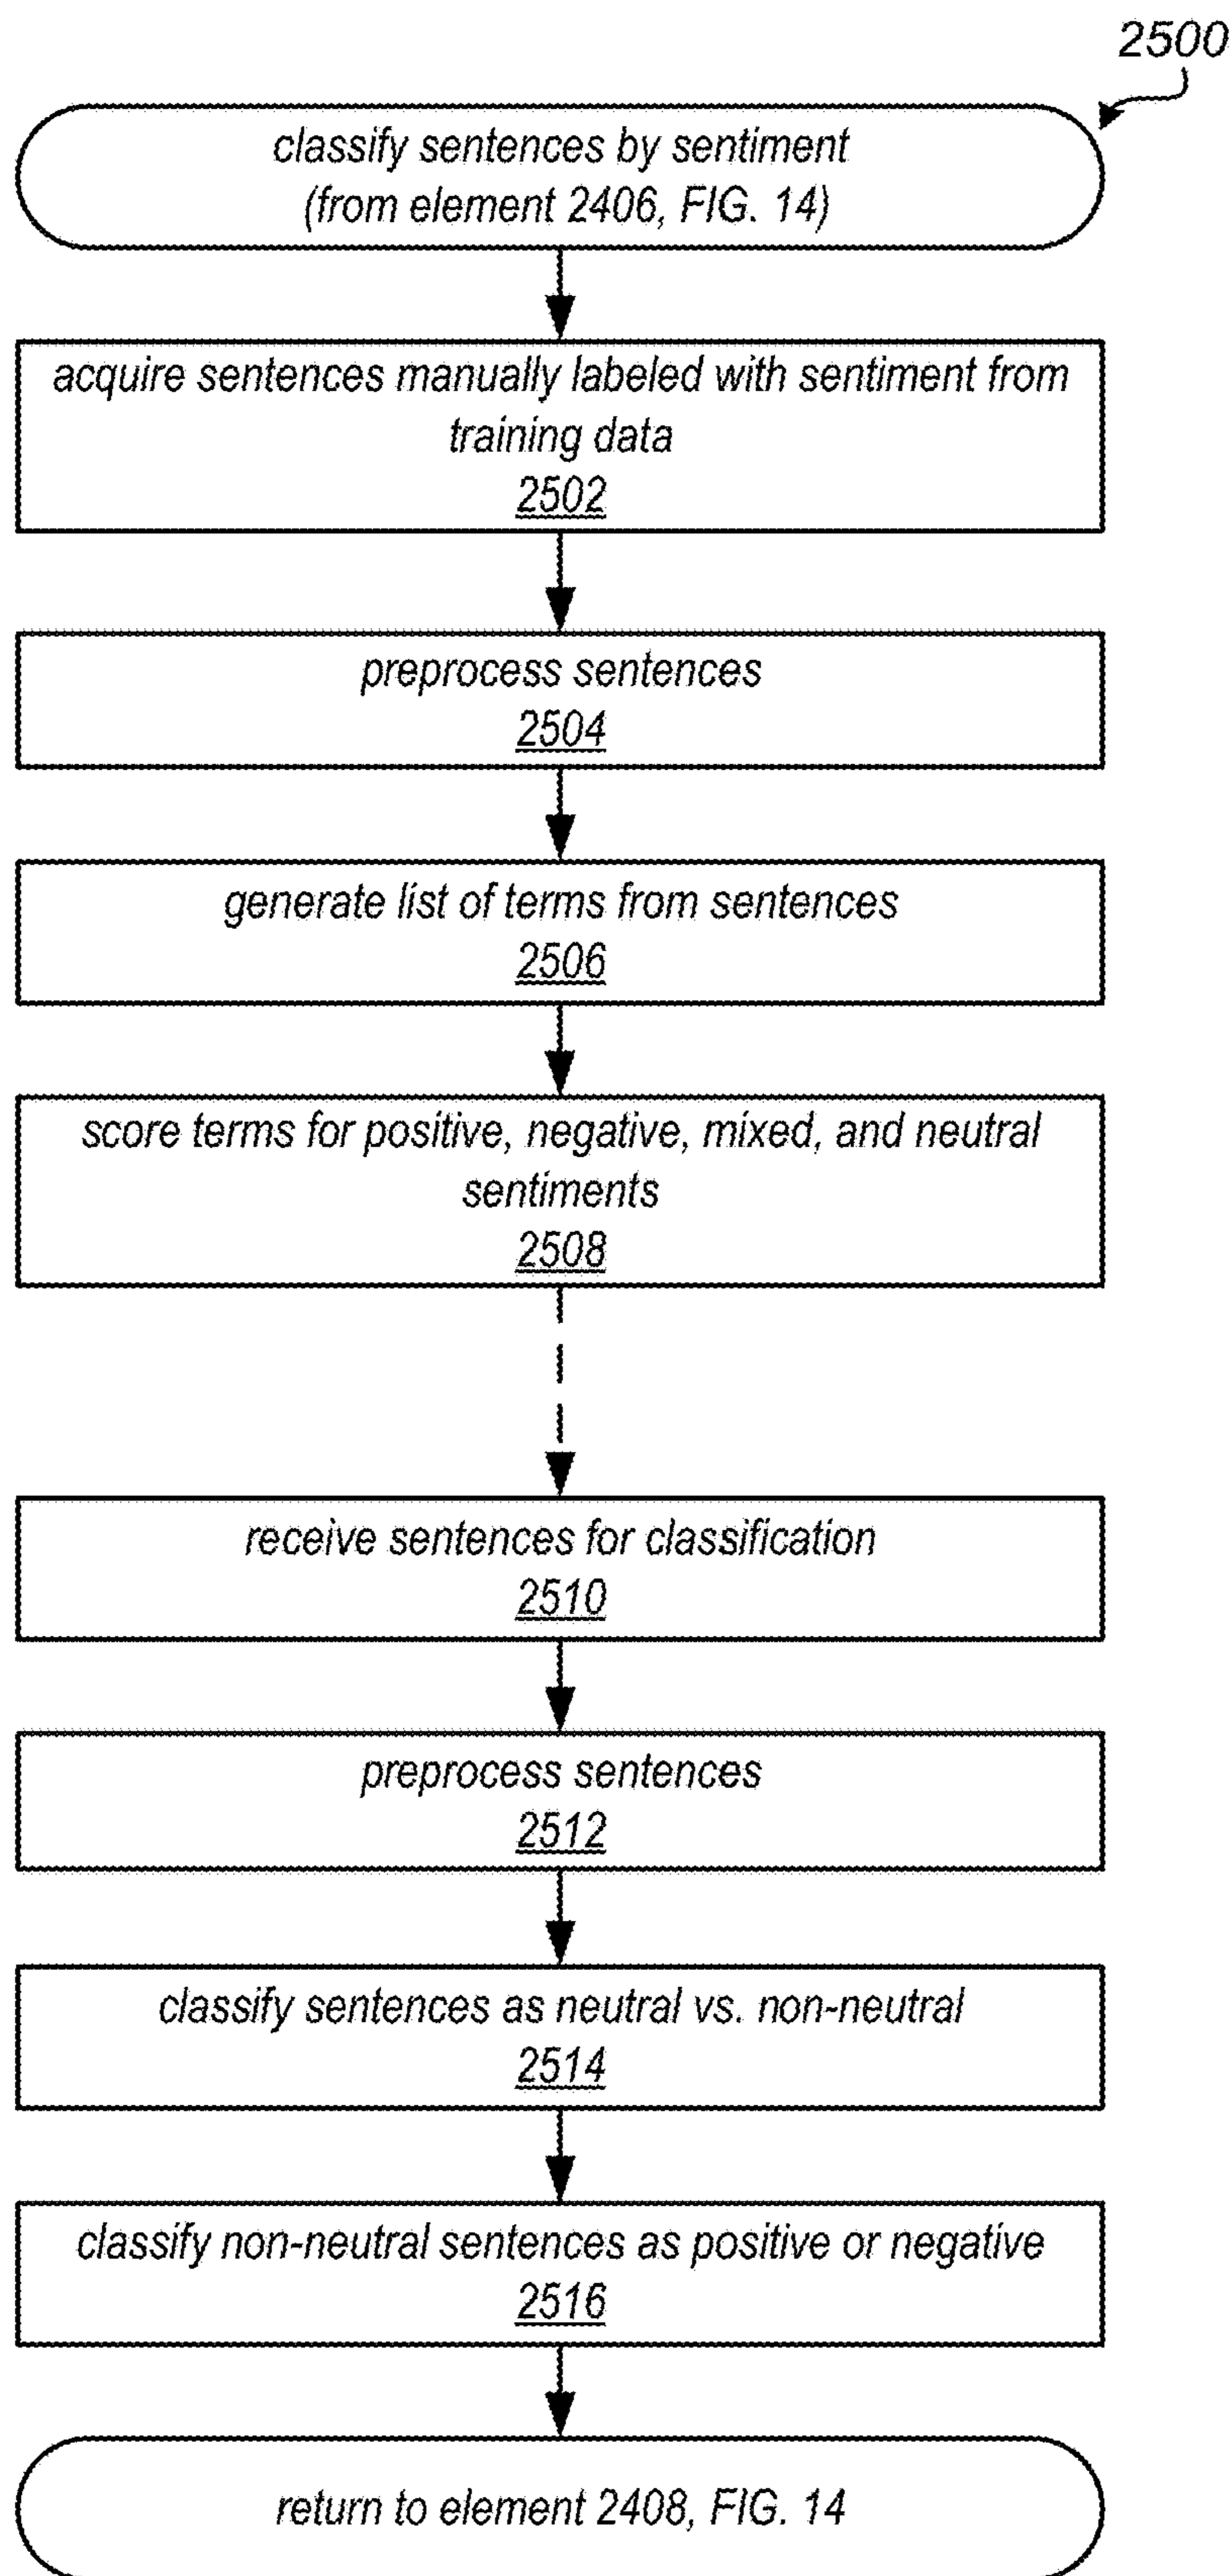 2500
classify sentences by sentiment
(from element 2406, FIG. 14)
acquire sentences manually labeled with sentiment from
training data
2502
preprocess sentences
2504
generate list of terms from sentences
2506
score terms for positive, negative, mixed, and neutral
sentiments
2508
receive sentences for classification
2510
preprocess sentences
2512
classify sentences as neutral vs. non-neutral
2514
classify non-neutral sentences as positive or negative
2516
return to element 2408, FIG. 14